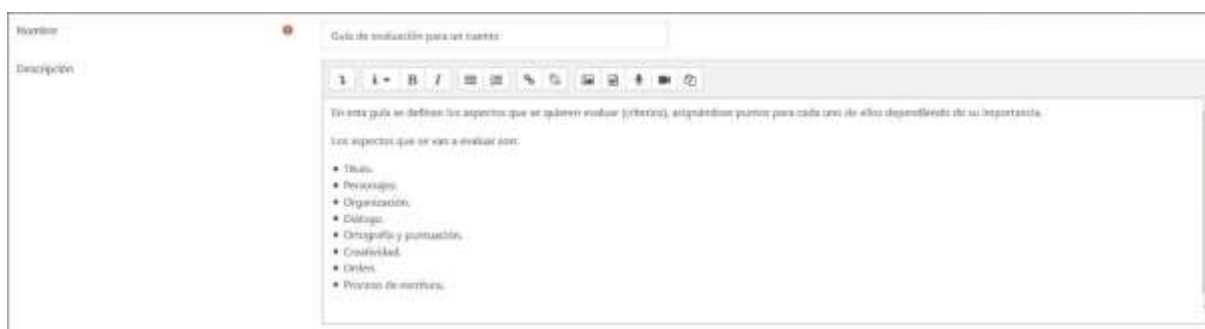 Nombre
Guía de evaluación para un cuento
Descripción
B I
En esta guía se definen los aspectos que se quieren evaluar (criterios), asignándose puntos para cada uno de ellos dependiendo de su importancia.
Los aspectos que se van a evaluar son:
Título.
Personajes.
Organización.
Diálogo.
Ortografía y puntuación.
Creatividad.
Orden.
Proceso de escritura.